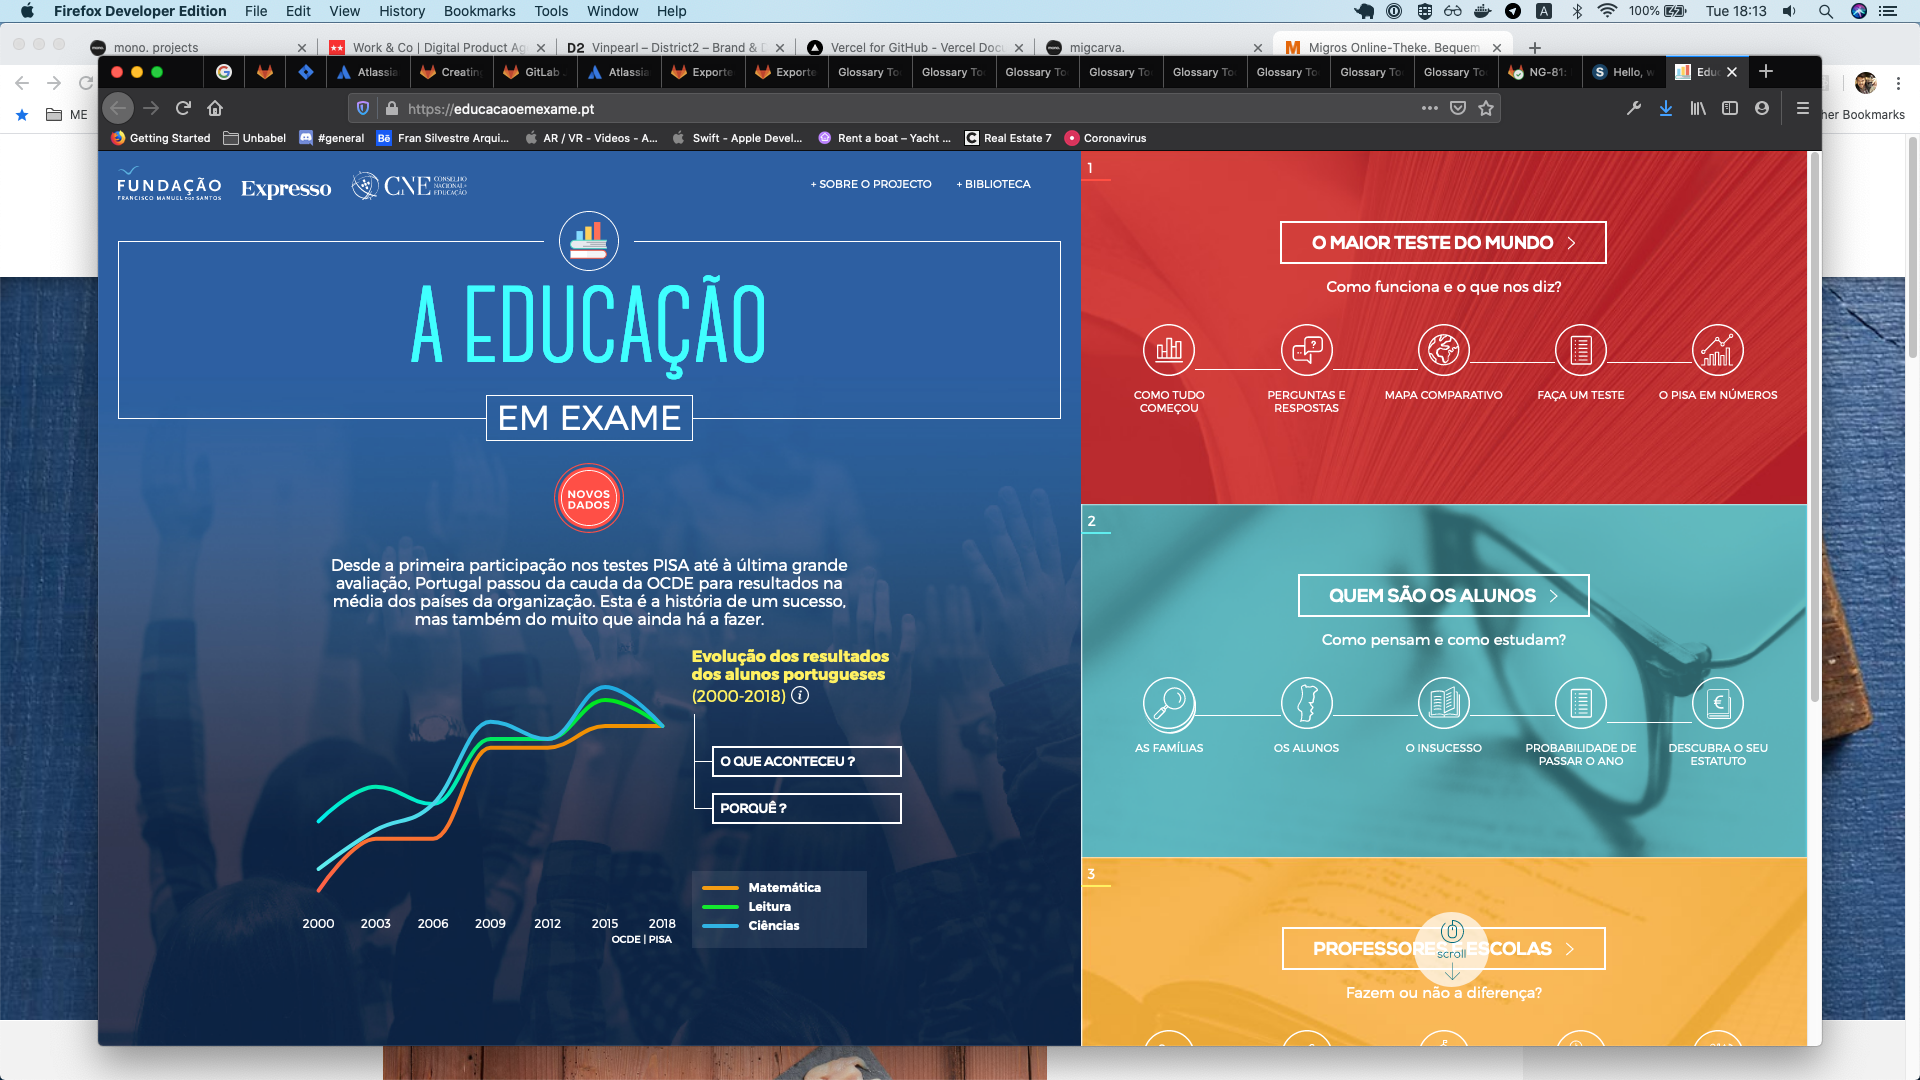 Firefox Developer Edition File Edit View History Bookmarks Tools Window Help
100% Tue 18:13
mono. projects
Work & Co | Digital Product Ag
D2 Vinpearl – District2 – Brand & D
Vercel for GitHub - Vercel Docu
migcarva.
Migros Online-Theke. Bequem
Atlassia
Creating
GitLab
Atlassia
Exporte
Exporte
Glossary To
Glossary To
Glossary To
Glossary To
Glossary To
Glossary To
Glossary To
Glossary To
NG-81:
Hello, w
Educ
https://educacaoemexame.pt
ME
her Bookmarks
Getting Started
Unbabel
#general
Bē Fran Silvestre Arqui...
AR / VR - Videos - A...
Swift - Apple Devel...
Rent a boat – Yacht ...
Real Estate 7
Coronavirus
FUNDAÇÃO
FRANCISCO MANUEL DOS SANTOS
Expresso
CNE CONSELHO
NACIONAL DE
EDUCAÇÃO
+ SOBRE O PROJECTO
+ BIBLIOTECA
A EDUCAÇÃO
EM EXAME
NOVOS
DADOS
Desde a primeira participação nos testes PISA até à última grande
avaliação, Portugal passou da cauda da OCDE para resultados na
média dos países da organização. Esta é a história de um sucesso,
mas também do muito que ainda há a fazer.
Evolução dos resultados
dos alunos portugueses
(2000-2018) i
O QUE ACONTECEU ?
PORQUÊ ?
Matemática
Leitura
Ciências
2000 2003 2006 2009 2012 2015 2018
OCDE | PISA
1
O MAIOR TESTE DO MUNDO
Como funciona e o que nos diz?
COMO TUDO
COMEÇOU
PERGUNTAS E
RESPOSTAS
MAPA COMPARATIVO
FAÇA UM TESTE
O PISA EM NÚMEROS
2
QUEM SÃO OS ALUNOS
Como pensam e como estudam?
AS FAMÍLIAS
OS ALUNOS
O INSUCESSO
PROBABILIDADE DE
PASSAR O ANO
DESCUBRA O SEU
ESTATUTO
3
PROFESSORES E ESCOLAS
scroll
Fazem ou não a diferença?